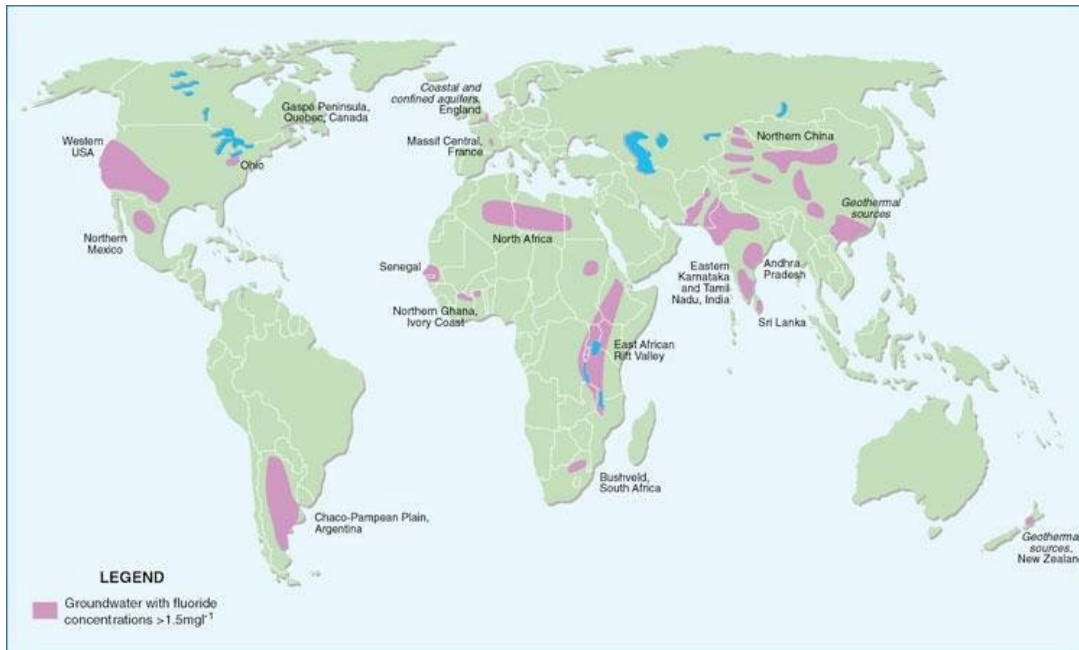 Coastal and
confined aquifers,
England
Gaspé Peninsula,
Quebec, Canada
Western
USA
Massif Central,
France
Northern China
Ohio
Geothermal
sources
North Africa
Northern
Mexico
Senegal
Eastern
Karnataka
and Tamil
Nadu, India
Andhra
Pradesh
Northern Ghana,
Ivory Coast
Sri Lanka
East African
Rift Valley
Bushveld,
South Africa
Chaco-Pampean Plain,
Argentina
Geotherma
sources,
New Zealan
LEGEND
Groundwater with fluoride
concentrations >1.5mgl⁻¹